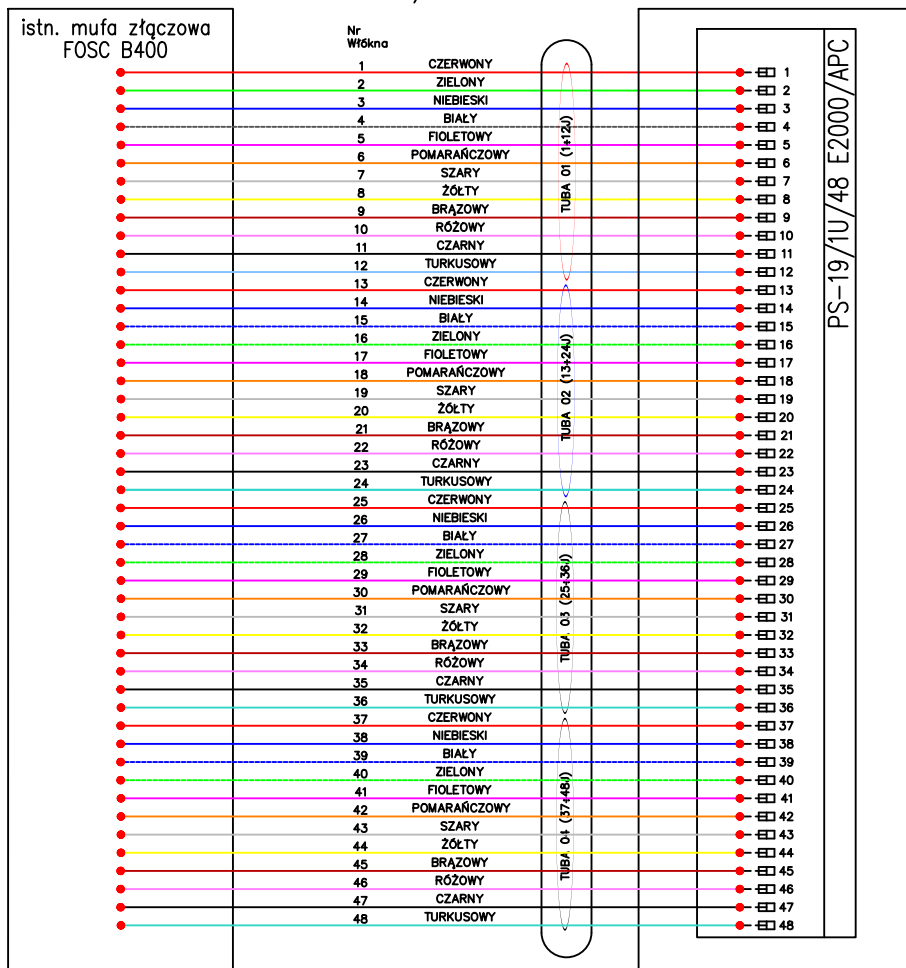 istn. mufa złączowa
FOSC B400
Nr
Włókna
1 CZERWONY 1
2 ZIELONY 2
3 NIEBIESKI 3
4 BIAŁY 4
5 FIOLETOWY 5
6 POMARAŃCZOWY 6
7 SZARY 7
8 ŻÓŁTY 8
9 BRĄZOWY 9
10 RÓŻOWY 10
11 CZARNY 11
12 TURKUSOWY 12
13 CZERWONY 13
14 NIEBIESKI 14
15 BIAŁY 15
16 ZIELONY 16
17 FIOLETOWY 17
18 POMARAŃCZOWY 18
19 SZARY 19
20 ŻÓŁTY 20
21 BRĄZOWY 21
22 RÓŻOWY 22
23 CZARNY 23
24 TURKUSOWY 24
25 CZERWONY 25
26 NIEBIESKI 26
27 BIAŁY 27
28 ZIELONY 28
29 FIOLETOWY 29
30 POMARAŃCZOWY 30
31 SZARY 31
32 ŻÓŁTY 32
33 BRĄZOWY 33
34 RÓŻOWY 34
35 CZARNY 35
36 TURKUSOWY 36
37 CZERWONY 37
38 NIEBIESKI 38
39 BIAŁY 39
40 ZIELONY 40
41 FIOLETOWY 41
42 POMARAŃCZOWY 42
43 SZARY 43
44 ŻÓŁTY 44
45 BRĄZOWY 45
46 RÓŻOWY 46
47 CZARNY 47
48 TURKUSOWY 48
TUBA 01 (1÷12J)
TUBA 02 (13÷24J)
TUBA 03 (25÷36J)
TUBA 04 (37÷48J)
PS-19/1U/48 E2000/APC